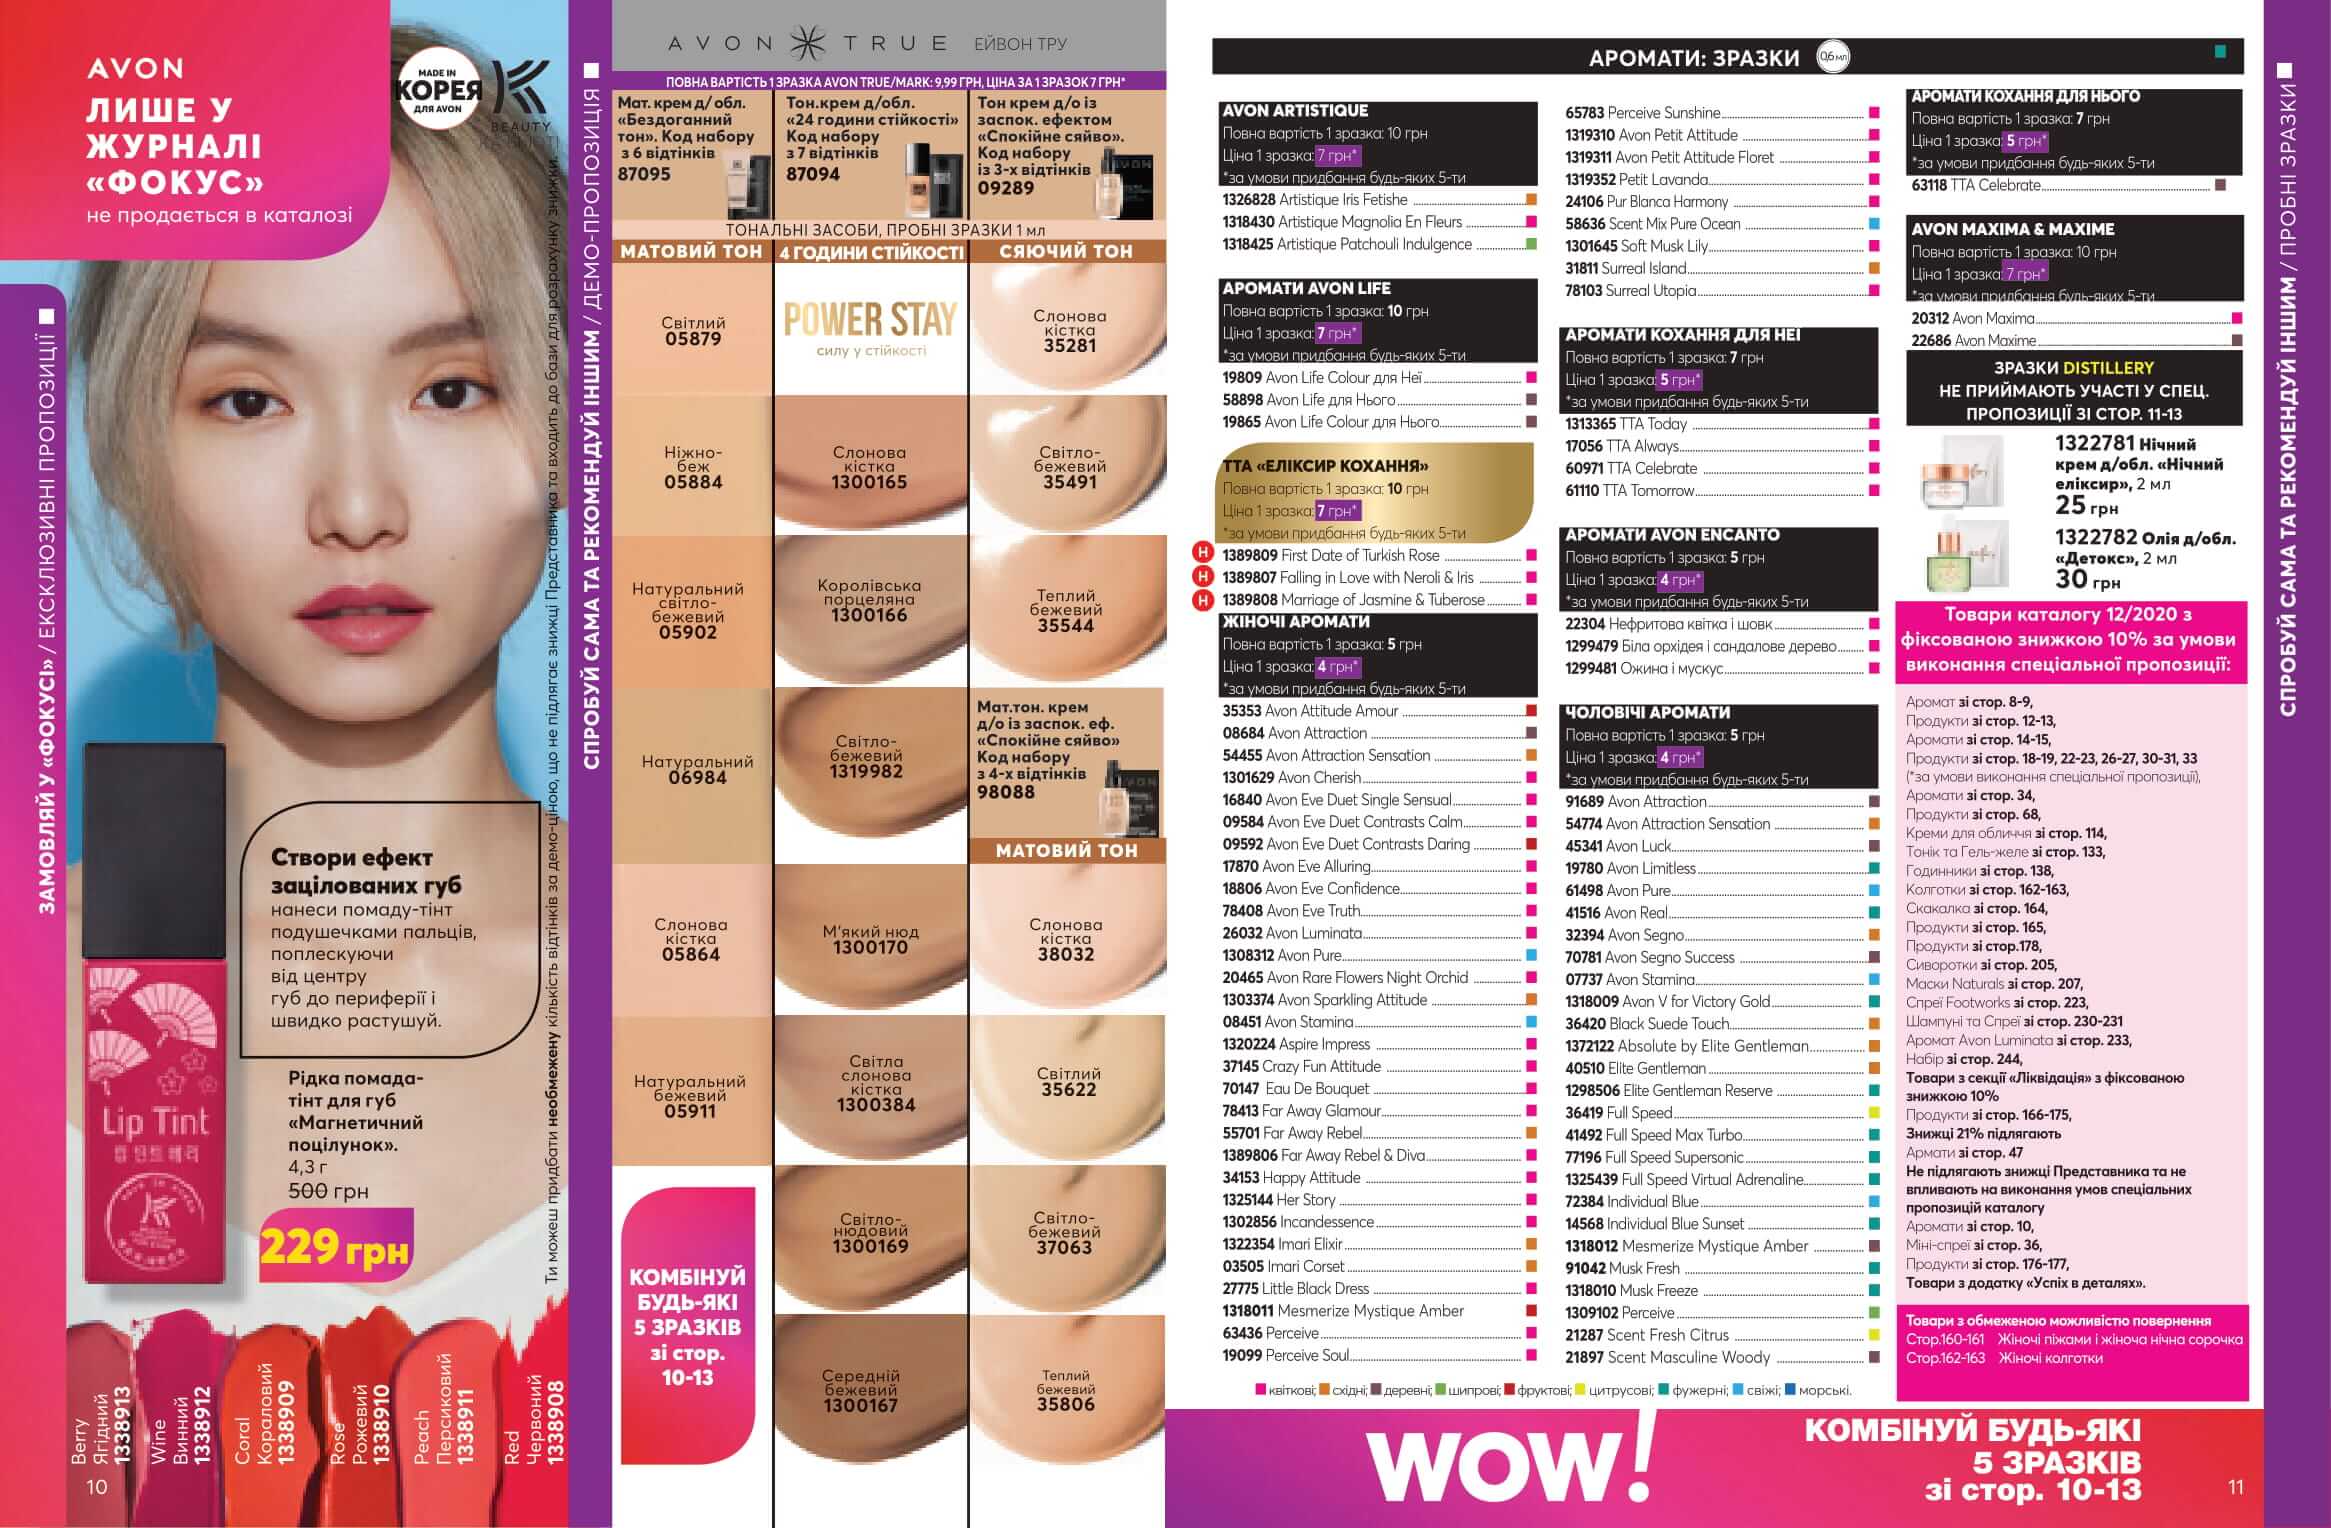 AVON
ЛИШЕ У
ЖУРНАЛІ
«ФОКУС»
не продається в каталозі
MADE IN
КОРЕЯ
ДЛЯ AVON
K
BEAUTY
ЗАМОВЛЯЙ У «ФОКУСІ» / ЕКСКЛЮЗИВНІ ПРОПОЗИЦІЇ
Створи ефект
зацілованих губ
нанеси помаду-тінт
подушечками пальців,
поплескуючи
від центру
губ до периферії і
швидко растушуй.
Lip Tint
Рідка помада-
тінт для губ
«Магнетичний
поцілунок».
4,3 г
500 грн
229 грн
Berry
Ягідний
1338913
Wine
Винний
1338912
Coral
Кораловий
1338909
Rose
Рожевий
1338910
Peach
Персиковий
1338911
Red
Червоний
1338908
10
Ти можеш придбати необмежену кількість відтінків за демо-ціною, що не підлягає знижці Представника та входить до бази для розрахунку знижки.
СПРОБУЙ САМА ТА РЕКОМЕНДУЙ ІНШИМ / ДЕМО-ПРОПОЗИЦІЯ
AVON TRUE ЕЙВОН ТРУ
ПОВНА ВАРТІСТЬ 1 ЗРАЗКА AVON TRUE/MARK: 9,99 ГРН, ЦІНА ЗА 1 ЗРАЗОК 7 ГРН*
Мат. крем д/ обл.
«Бездоганний
тон». Код набору
з 6 відтінків
87095
Тон.крем д/обл.
«24 години стійкості»
Код набору
з 7 відтінків
87094
Тон крем д/о із
заспок. ефектом
«Спокійне сяйво».
Код набору
із 3-х відтінків
09289
ТОНАЛЬНІ ЗАСОБИ, ПРОБНІ ЗРАЗКИ 1 мл
МАТОВИЙ ТОН
4 ГОДИНИ СТІЙКОСТІ
СЯЮЧИЙ ТОН
Світлий
05879
Ніжно-
беж
05884
Натуральний
світло-
бежевий
05902
Натуральний
06984
Слонова
кістка
05864
Натуральний
бежевий
05911
КОМБІНУЙ
БУДЬ-ЯКІ
5 ЗРАЗКІВ
зі стор.
10-13
POWER STAY
силу у стійкості
Слонова
кістка
1300165
Королівська
порцеляна
1300166
Світло-
бежевий
1319982
М'який нюд
1300170
Світла
слонова
кістка
1300384
Світло-
нюдовий
1300169
Середній
бежевий
1300167
Слонова
кістка
35281
Світло-
бежевий
35491
Теплий
бежевий
35544
Мат.тон. крем
д/о із заспок. еф.
«Спокійне сяйво»
Код набору
з 4-х відтінків
98088
МАТОВИЙ ТОН
Слонова
кістка
38032
Світлий
35622
Світло-
бежевий
37063
Теплий
бежевий
35806
АРОМАТИ: ЗРАЗКИ 0,6 мл
AVON ARTISTIQUE
Повна вартість 1 зразка: 10 грн
Ціна 1 зразка: 7 грн*
*за умови придбання будь-яких 5-ти
1326828 Artistique Iris Fetishe
1318430 Artistique Magnolia En Fleurs
1318425 Artistique Patchouli Indulgence
АРОМАТИ AVON LIFE
Повна вартість 1 зразка: 10 грн
Ціна 1 зразка: 7 грн*
*за умови придбання будь-яких 5-ти
19809 Avon Life Colour для Неї
58898 Avon Life для Нього
19865 Avon Life Colour для Нього
ТТА «ЕЛІКСИР КОХАННЯ»
Повна вартість 1 зразка: 10 грн
Ціна 1 зразка: 7 грн*
*за умови придбання будь-яких 5-ти
Н 1389809 First Date of Turkish Rose
Н 1389807 Falling in Love with Neroli & Iris
Н 1389808 Marriage of Jasmine & Tuberose
ЖІНОЧІ АРОМАТИ
Повна вартість 1 зразка: 5 грн
Ціна 1 зразка: 4 грн*
*за умови придбання будь-яких 5-ти
35353 Avon Attitude Amour
08684 Avon Attraction
54455 Avon Attraction Sensation
1301629 Avon Cherish
16840 Avon Eve Duet Single Sensual
09584 Avon Eve Duet Contrasts Calm
09592 Avon Eve Duet Contrasts Daring
17870 Avon Eve Alluring
18806 Avon Eve Confidence
78408 Avon Eve Truth
26032 Avon Luminata
1308312 Avon Pure
20465 Avon Rare Flowers Night Orchid
1303374 Avon Sparkling Attitude
08451 Avon Stamina
1320224 Aspire Impress
37145 Crazy Fun Attitude
70147 Eau De Bouquet
78413 Far Away Glamour
55701 Far Away Rebel
1389806 Far Away Rebel & Diva
34153 Happy Attitude
1325144 Her Story
1302856 Incandessence
1322354 Imari Elixir
03505 Imari Corset
27775 Little Black Dress
1318011 Mesmerize Mystique Amber
63436 Perceive
19099 Perceive Soul
65783 Perceive Sunshine
1319310 Avon Petit Attitude
1319311 Avon Petit Attitude Floret
1319352 Petit Lavanda
24106 Pur Blanca Harmony
58636 Scent Mix Pure Ocean
1301645 Soft Musk Lily
31811 Surreal Island
78103 Surreal Utopia
АРОМАТИ КОХАННЯ ДЛЯ НЕІ
Повна вартість 1 зразка: 7 грн
Ціна 1 зразка: 5 грн*
*за умови придбання будь-яких 5-ти
1313365 TTA Today
17056 TTA Always
60971 TTA Celebrate
61110 TTA Tomorrow
АРОМАТИ AVON ENCANTO
Повна вартість 1 зразка: 5 грн
Ціна 1 зразка: 4 грн*
*за умови придбання будь-яких 5-ти
22304 Нефритова квітка і шовк
1299479 Біла орхідея і сандалове дерево
1299481 Ожина і мускус
ЧОЛОВІЧІ АРОМАТИ
Повна вартість 1 зразка: 5 грн
Ціна 1 зразка: 4 грн*
*за умови придбання будь-яких 5-ти
91689 Avon Attraction
54774 Avon Attraction Sensation
45341 Avon Luck
19780 Avon Limitless
61498 Avon Pure
41516 Avon Real
32394 Avon Segno
70781 Avon Segno Success
07737 Avon Stamina
1318009 Avon V for Victory Gold
36420 Black Suede Touch
1372122 Absolute by Elite Gentleman
40510 Elite Gentleman
1298506 Elite Gentleman Reserve
36419 Full Speed
41492 Full Speed Max Turbo
77196 Full Speed Supersonic
1325439 Full Speed Virtual Adrenaline
72384 Individual Blue
14568 Individual Blue Sunset
1318012 Mesmerize Mystique Amber
91042 Musk Fresh
1318010 Musk Freeze
1309102 Perceive
21287 Scent Fresh Citrus
21897 Scent Masculine Woody
квіткові; східні; деревні; шипрові; фруктові; цитрусові; фужерні; свіжі; морські.
АРОМАТИ КОХАННЯ ДЛЯ НЬОГО
Повна вартість 1 зразка: 7 грн
Ціна 1 зразка: 5 грн*
*за умови придбання будь-яких 5-ти
63118 TTA Celebrate
AVON MAXIMA & MAXIME
Повна вартість 1 зразка: 10 грн
Ціна 1 зразка: 7 грн*
*за умови придбання будь-яких 5-ти
20312 Avon Maxima
22686 Avon Maxime
ЗРАЗКИ DISTILLERY
НЕ ПРИЙМАЮТЬ УЧАСТІ У СПЕЦ.
ПРОПОЗИЦІЇ ЗІ СТОР. 11-13
1322781 Нічний
крем д/обл. «Нічний
еліксир», 2 мл
25 грн
1322782 Олія д/обл.
«Детокс», 2 мл
30 грн
Товари каталогу 12/2020 з
фіксованою знижкою 10% за умови
виконання спеціальної пропозиції:
Аромат зі стор. 8-9,
Продукти зі стор. 12-13,
Аромати зі стор. 14-15,
Продукти зі стор. 18-19, 22-23, 26-27, 30-31, 33
(*за умови виконання спеціальної пропозиції),
Аромати зі стор. 34,
Продукти зі стор. 68,
Креми для обличчя зі стор. 114,
Тонік та Гель-желе зі стор. 133,
Годинники зі стор. 138,
Колготки зі стор. 162-163,
Скакалка зі стор. 164,
Продукти зі стор. 165,
Продукти зі стор.178,
Сиворотки зі стор. 205,
Маски Naturals зі стор. 207,
Спреї Footworks зі стор. 223,
Шампуні та Спреї зі стор. 230-231
Аромат Avon Luminata зі стор. 233,
Набір зі стор. 244,
Товари з секції «Ліквідація» з фіксованою
знижкою 10%
Продукти зі стор. 166-175,
Знижці 21% підлягають
Армати зі стор. 47
Не підлягають знижці Представника та не
впливають на виконання умов спеціальних
пропозицій каталогу
Аромати зі стор. 10,
Міні-спреї зі стор. 36,
Продукти зі стор. 176-177,
Товари з додатку «Успіх в деталях».
Товари з обмеженою можливістю повернення
Стор.160-161 Жіночі піжами і жіноча нічна сорочка
Стор.162-163 Жіночі колготки
WOW!
КОМБІНУЙ БУДЬ-ЯКІ
5 ЗРАЗКІВ
зі стор. 10-13
11
СПРОБУЙ САМА ТА РЕКОМЕНДУЙ ІНШИМ / ПРОБНІ ЗРАЗКИ